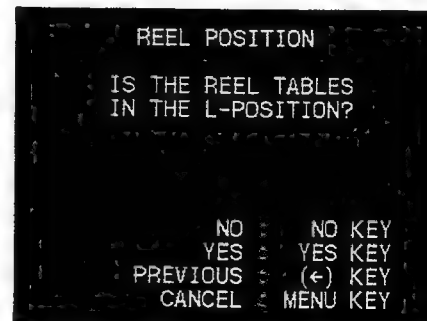 REEL POSITION
IS THE REEL TABLES
IN THE L-POSITION?
NO : NO KEY
YES : YES KEY
PREVIOUS : (←) KEY
CANCEL : MENU KEY